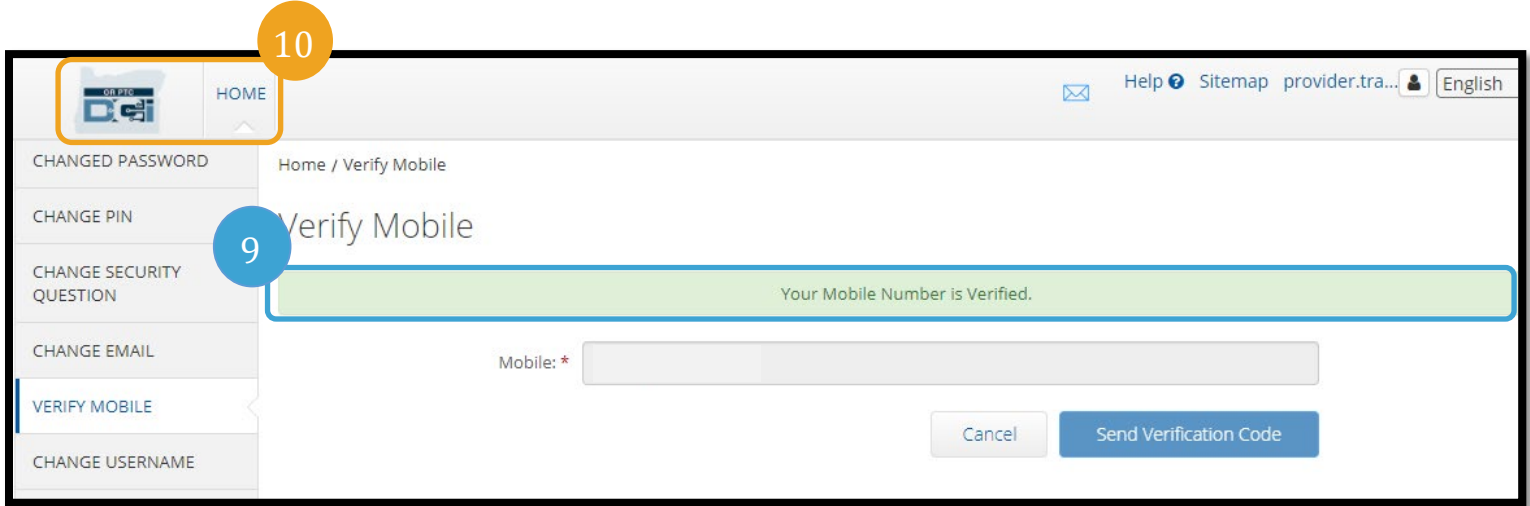 10
OR PTC
DCI
HOME
Help ? Sitemap provider.tra... English
CHANGED PASSWORD
Home / Verify Mobile
CHANGE PIN
Verify Mobile
9
CHANGE SECURITY
QUESTION
Your Mobile Number is Verified.
CHANGE EMAIL
Mobile: *
VERIFY MOBILE
Cancel Send Verification Code
CHANGE USERNAME